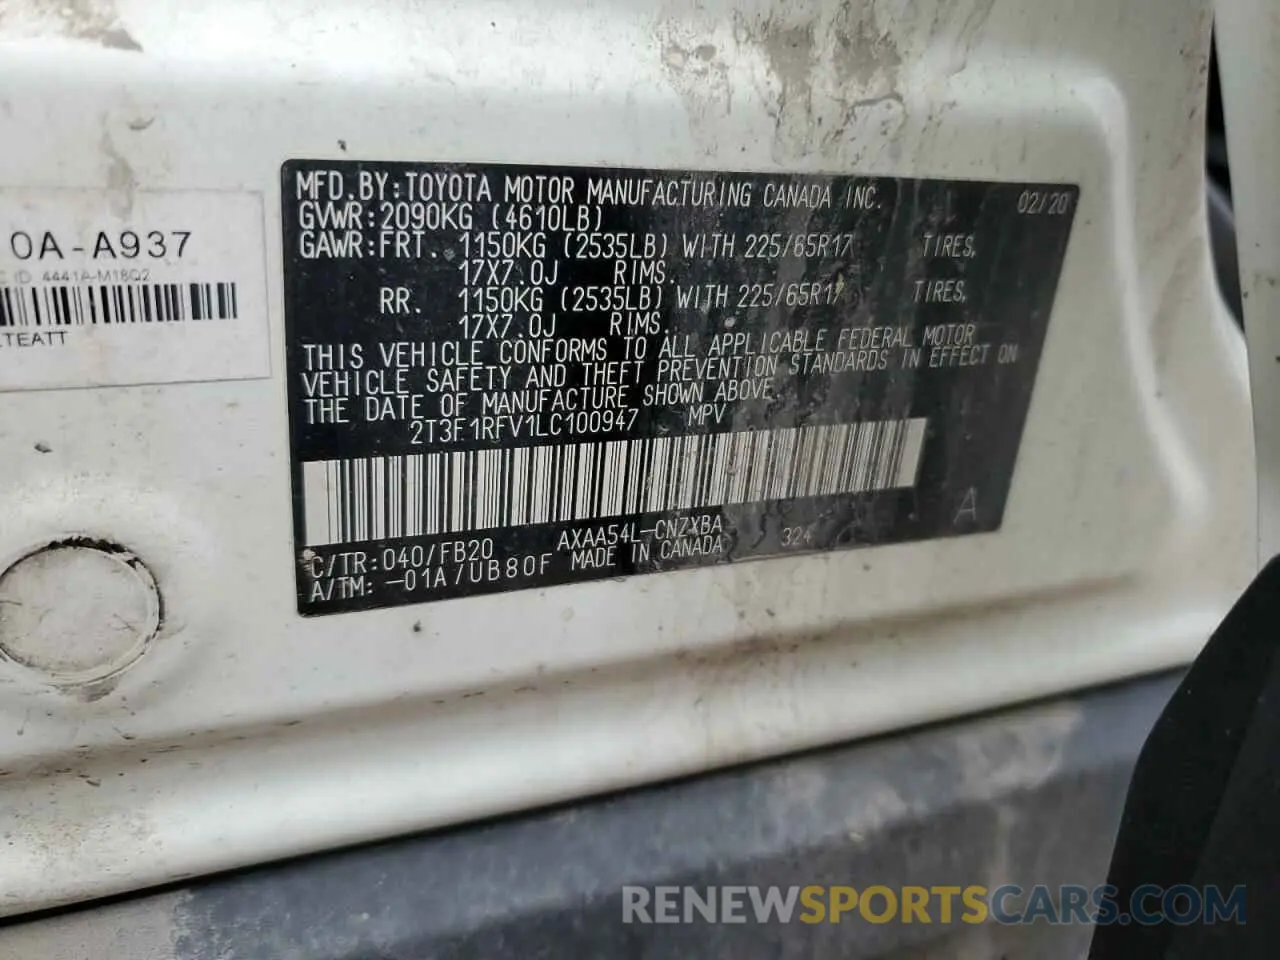 0A-A937
C ID 4441A-M18Q2
LTEATT
MFD.BY:TOYOTA MOTOR MANUFACTURING CANADA INC. 02/20
GVWR:2090KG (4610LB)
GAWR:FRT. 1150KG (2535LB) WITH 225/65R17 TIRES,
17X7.0J RIMS.
RR. 1150KG (2535LB) WITH 225/65R17 TIRES,
17X7.0J RIMS.
THIS VEHICLE CONFORMS TO ALL APPLICABLE FEDERAL MOTOR
VEHICLE SAFETY AND THEFT PREVENTION STANDARDS IN EFFECT ON
THE DATE OF MANUFACTURE SHOWN ABOVE.
2T3F1RFV1LC100947 MPV
C/TR:040/FB20 AXAA54L-CNZXBA 324 A
A/TM: -01A/UB80F MADE IN CANADA
RENEWSPORTSCARS.COM